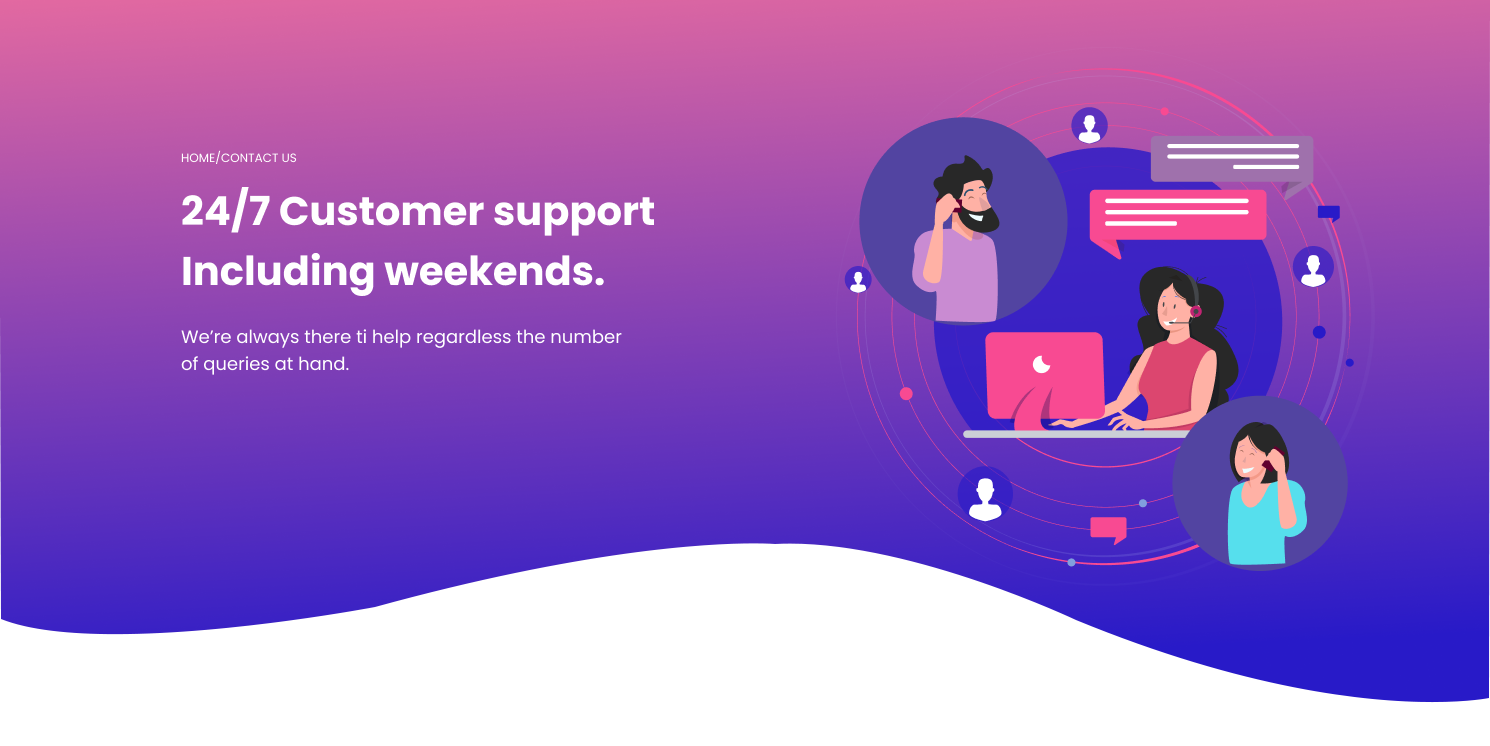 HOME/CONTACT US
24/7 Customer support
Including weekends.
We’re always there ti help regardless the number
of queries at hand.